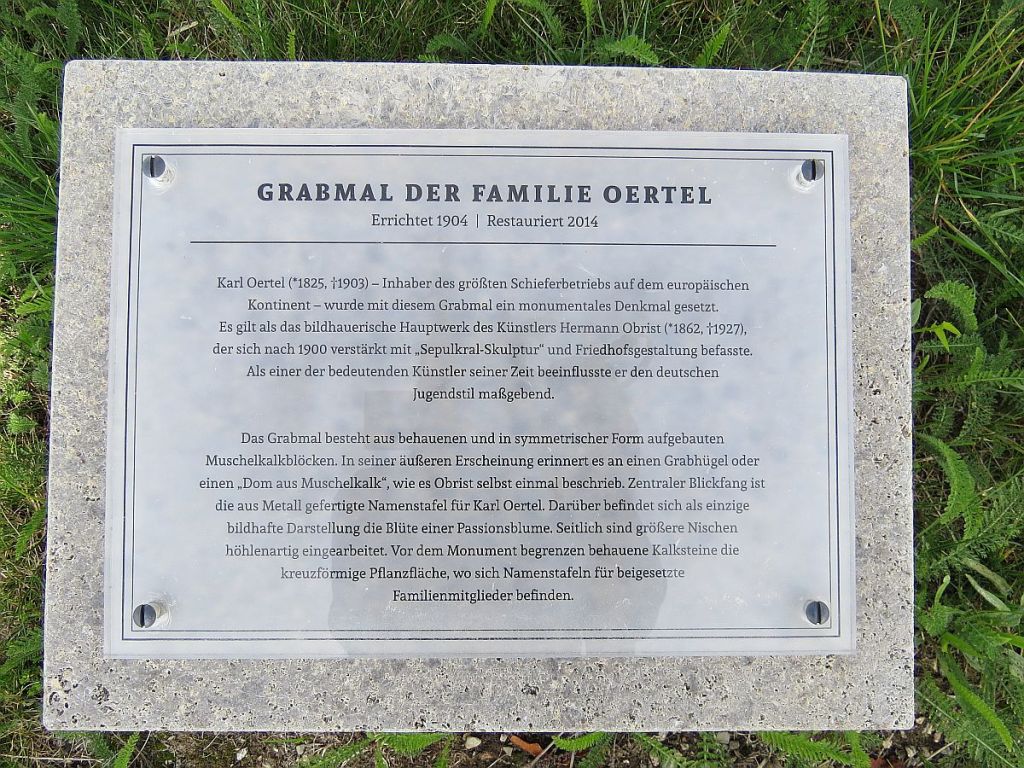 GRABMAL DER FAMILIE OERTEL
Errichtet 1904 | Restauriert 2014
Karl Oertel (*1825, †1903) – Inhaber des größten Schieferbetriebs auf dem europäischen
Kontinent – wurde mit diesem Grabmal ein monumentales Denkmal gesetzt.
Es gilt als das bildhauerische Hauptwerk des Künstlers Hermann Obrist (*1862, †1927),
der sich nach 1900 verstärkt mit „Sepulkral-Skulptur“ und Friedhofsgestaltung befasste.
Als einer der bedeutenden Künstler seiner Zeit beeinflusste er den deutschen
Jugendstil maßgebend.
Das Grabmal besteht aus behauenen und in symmetrischer Form aufgebauten
Muschelkalkblöcken. In seiner äußeren Erscheinung erinnert es an einen Grabhügel oder
einen „Dom aus Muschelkalk“, wie es Obrist selbst einmal beschrieb. Zentraler Blickfang ist
die aus Metall gefertigte Namenstafel für Karl Oertel. Darüber befindet sich als einzige
bildhafte Darstellung die Blüte einer Passionsblume. Seitlich sind größere Nischen
höhlenartig eingearbeitet. Vor dem Monument begrenzen behauene Kalksteine die
kreuzförmige Pflanzfläche, wo sich Namenstafeln für beigesetzte
Familienmitglieder befinden.